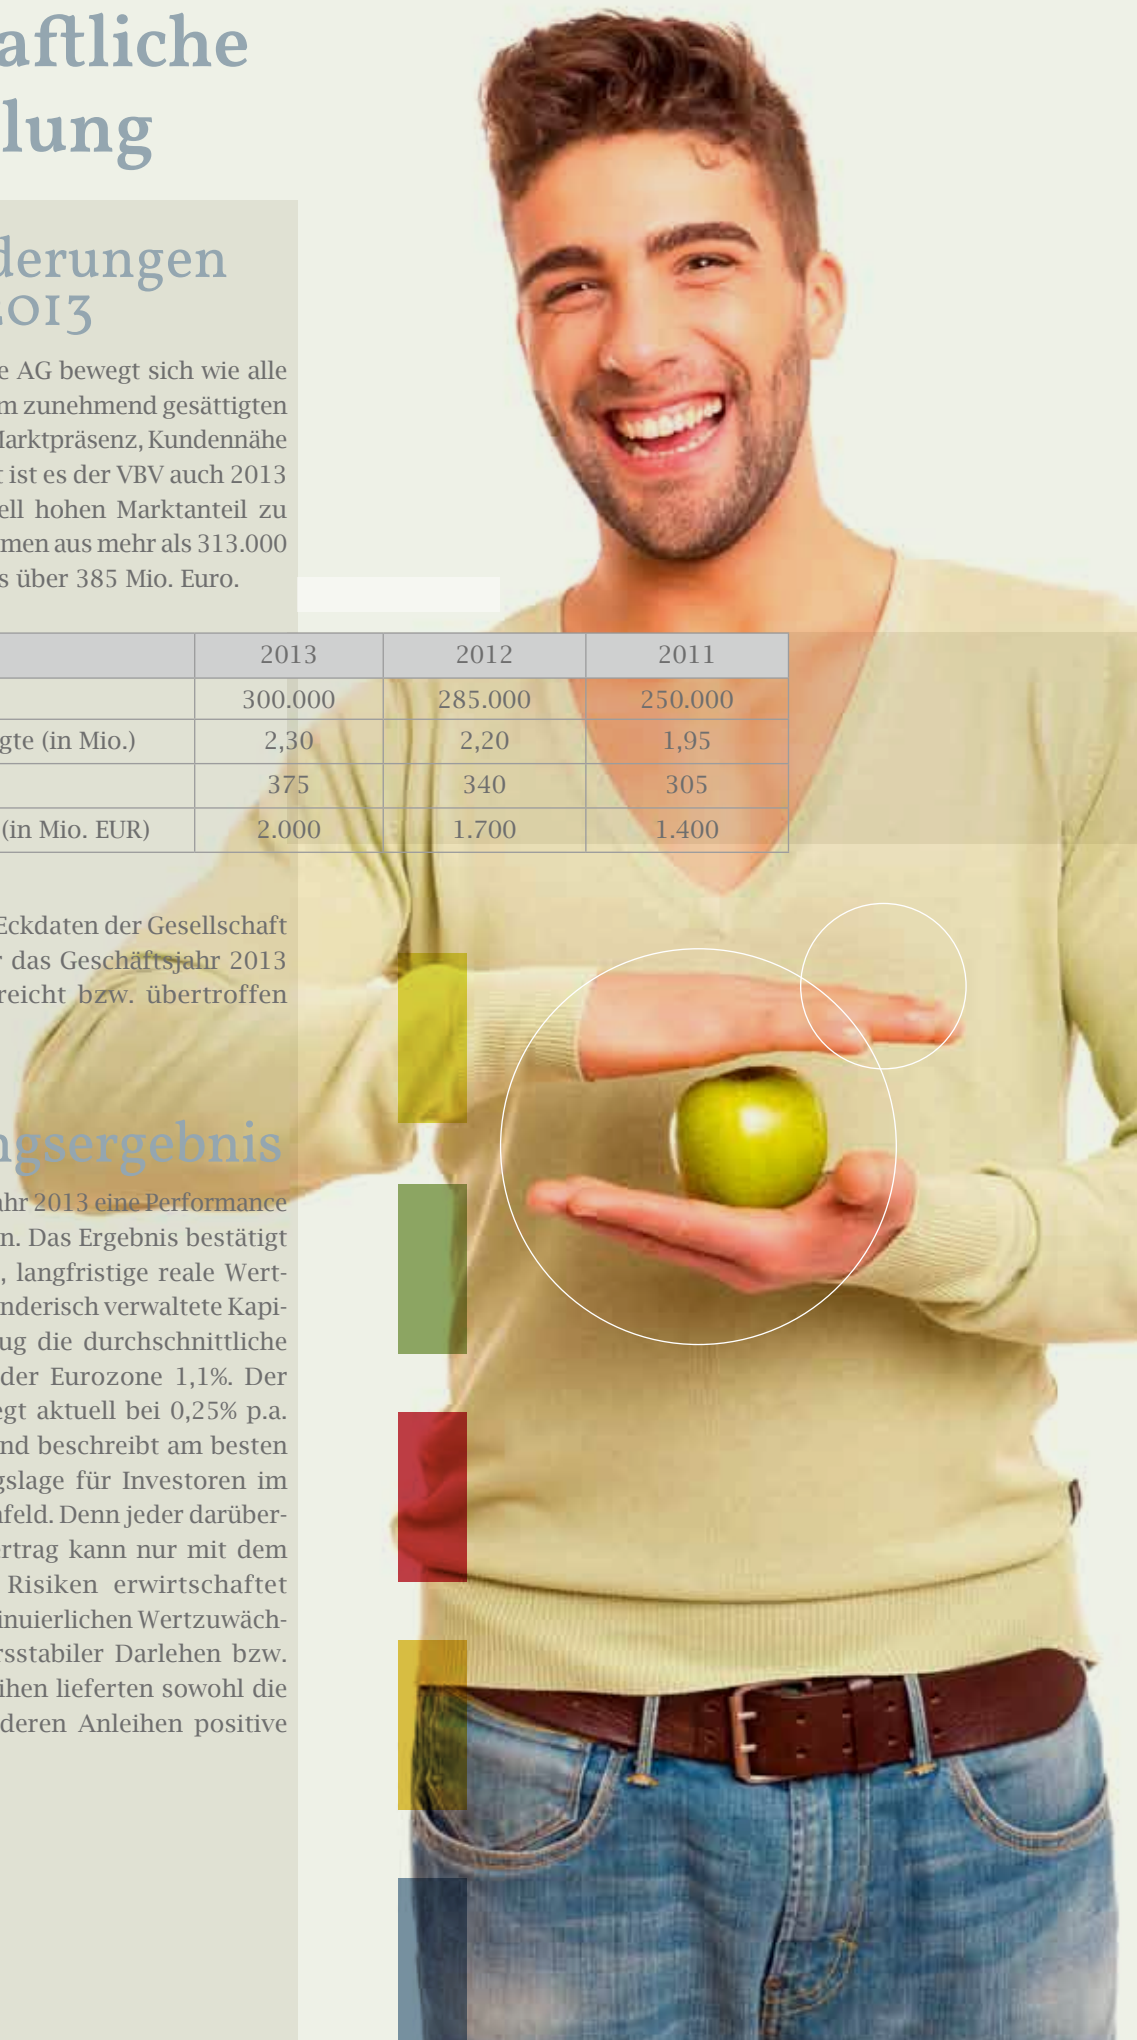 aftliche
lung
derungen
2013
e AG bewegt sich wie alle
m zunehmend gesättigten
Marktpräsenz, Kundennähe
t ist es der VBV auch 2013
ell hohen Marktanteil zu
men aus mehr als 313.000
s über 385 Mio. Euro.
2013 2012 2011
300.000 285.000 250.000
gte (in Mio.) 2,30 2,20 1,95
375 340 305
(in Mio. EUR) 2.000 1.700 1.400
Eckdaten der Gesellschaft
r das Geschäftsjahr 2013
reicht bzw. übertroffen
ngsergebnis
ahr 2013 eine Performance
n. Das Ergebnis bestätigt
, langfristige reale Wert-
nderisch verwaltete Kapi-
ug die durchschnittliche
der Eurozone 1,1%. Der
egt aktuell bei 0,25% p.a.
nd beschreibt am besten
gslage für Investoren im
nfeld. Denn jeder darüber-
ertrag kann nur mit dem
Risiken erwirtschaftet
inuierlichen Wertzuwäch-
rsstabiler Darlehen bzw.
ihen lieferten sowohl die
deren Anleihen positive